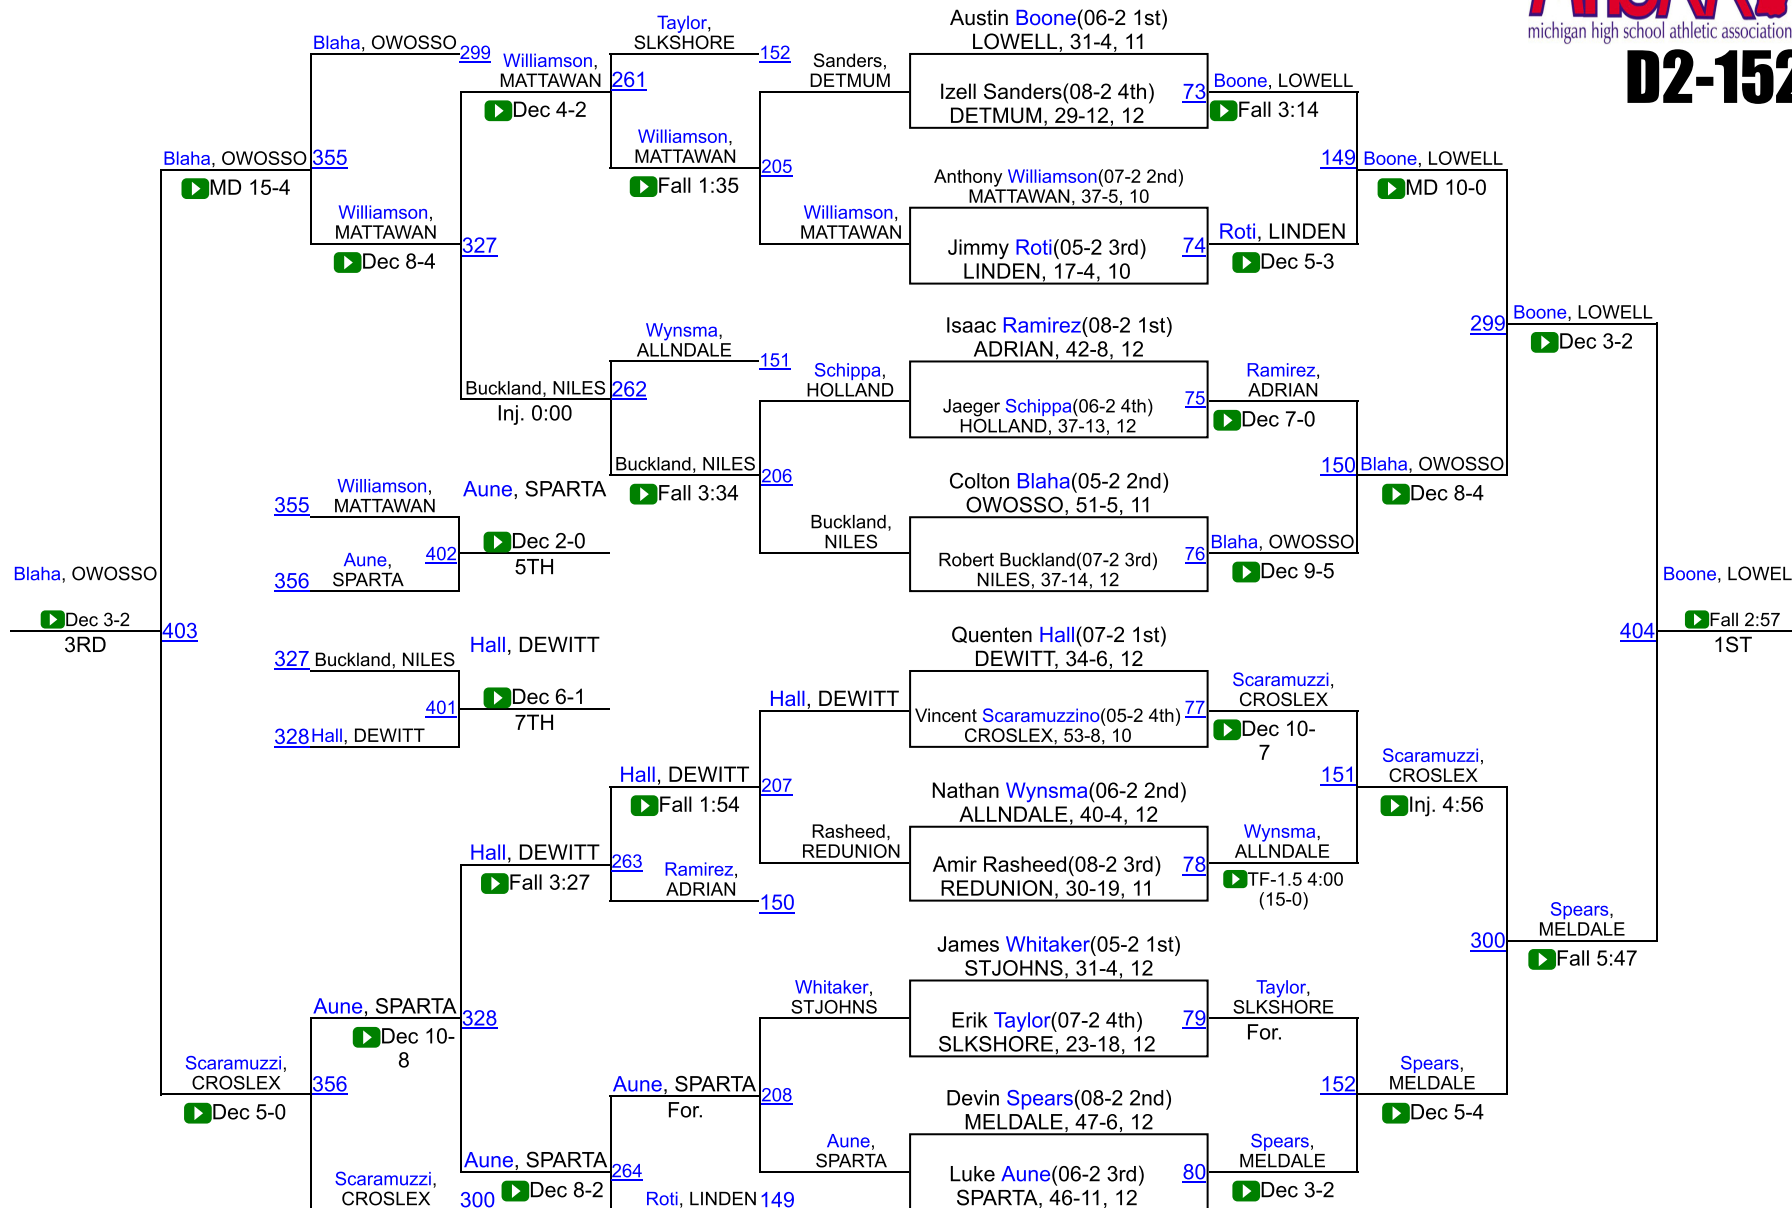 michigan high school athletic association
D2-152
Blaha, OWOSSO
299
Williamson,
MATTAWAN
Dec 4-2
261
Taylor,
SLKSHORE
152
Williamson,
MATTAWAN
Fall 1:35
205
Sanders,
DETMUM
Williamson,
MATTAWAN
Austin Boone(06-2 1st)
LOWELL, 31-4, 11
Izell Sanders(08-2 4th)
DETMUM, 29-12, 12
73
Boone, LOWELL
Fall 3:14
Anthony Williamson(07-2 2nd)
MATTAWAN, 37-5, 10
Jimmy Roti(05-2 3rd)
LINDEN, 17-4, 10
74
Roti, LINDEN
Dec 5-3
149
Boone, LOWELL
MD 10-0
Blaha, OWOSSO
MD 15-4
355
Williamson,
MATTAWAN
Dec 8-4
327
Wynsma,
ALLNDALE
151
Buckland, NILES
Inj. 0:00
262
Buckland, NILES
Fall 3:34
206
Schippa,
HOLLAND
Buckland,
NILES
Isaac Ramirez(08-2 1st)
ADRIAN, 42-8, 12
Jaeger Schippa(06-2 4th)
HOLLAND, 37-13, 12
75
Ramirez,
ADRIAN
Dec 7-0
Colton Blaha(05-2 2nd)
OWOSSO, 51-5, 11
Robert Buckland(07-2 3rd)
NILES, 37-14, 12
76
Blaha, OWOSSO
Dec 9-5
150
Blaha, OWOSSO
Dec 8-4
299
Boone, LOWELL
Dec 3-2
355
Williamson,
MATTAWAN
356
Aune,
SPARTA
402
Aune, SPARTA
Dec 2-0
5TH
Blaha, OWOSSO
Dec 3-2
3RD
403
327
Buckland, NILES
328
Hall, DEWITT
401
Hall, DEWITT
Dec 6-1
7TH
404
Boone, LOWEL
Fall 2:57
1ST
Hall, DEWITT
Quenten Hall(07-2 1st)
DEWITT, 34-6, 12
Vincent Scaramuzzino(05-2 4th)
CROSLEX, 53-8, 10
77
Scaramuzzi,
CROSLEX
Dec 10-
7
Hall, DEWITT
Fall 1:54
207
Rasheed,
REDUNION
Nathan Wynsma(06-2 2nd)
ALLNDALE, 40-4, 12
Amir Rasheed(08-2 3rd)
REDUNION, 30-19, 11
78
Wynsma,
ALLNDALE
TF-1.5 4:00
(15-0)
151
Scaramuzzi,
CROSLEX
Inj. 4:56
Hall, DEWITT
Fall 3:27
263
Ramirez,
ADRIAN
150
James Whitaker(05-2 1st)
STJOHNS, 31-4, 12
Whitaker,
STJOHNS
Erik Taylor(07-2 4th)
SLKSHORE, 23-18, 12
79
Taylor,
SLKSHORE
For.
300
Spears,
MELDALE
Fall 5:47
Aune, SPARTA
Dec 10-
8
328
Scaramuzzi,
CROSLEX
Dec 5-0
356
Aune, SPARTA
For.
208
Devin Spears(08-2 2nd)
MELDALE, 47-6, 12
Aune,
SPARTA
Luke Aune(06-2 3rd)
SPARTA, 46-11, 12
80
Spears,
MELDALE
Dec 3-2
152
Spears,
MELDALE
Dec 5-4
Scaramuzzi,
CROSLEX
300
Aune, SPARTA
Dec 8-2
264
Roti, LINDEN
149